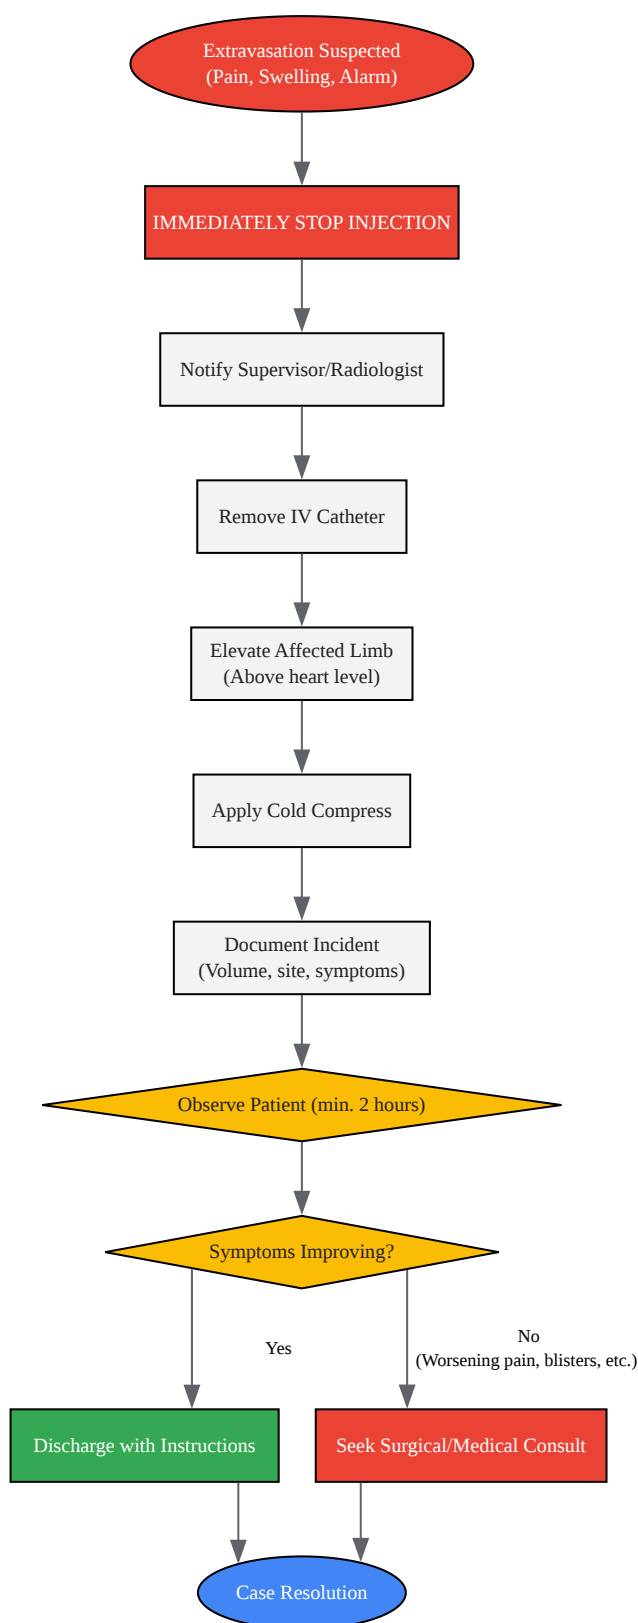 Extravasation Suspected
(Pain, Swelling, Alarm)
IMMEDIATELY STOP INJECTION
Notify Supervisor/Radiologist
Remove IV Catheter
Elevate Affected Limb
(Above heart level)
Apply Cold Compress
Document Incident
(Volume, site, symptoms)
Observe Patient (min. 2 hours)
Symptoms Improving?
Yes
No
(Worsening pain, blisters, etc.)
Discharge with Instructions
Seek Surgical/Medical Consult
Case Resolution